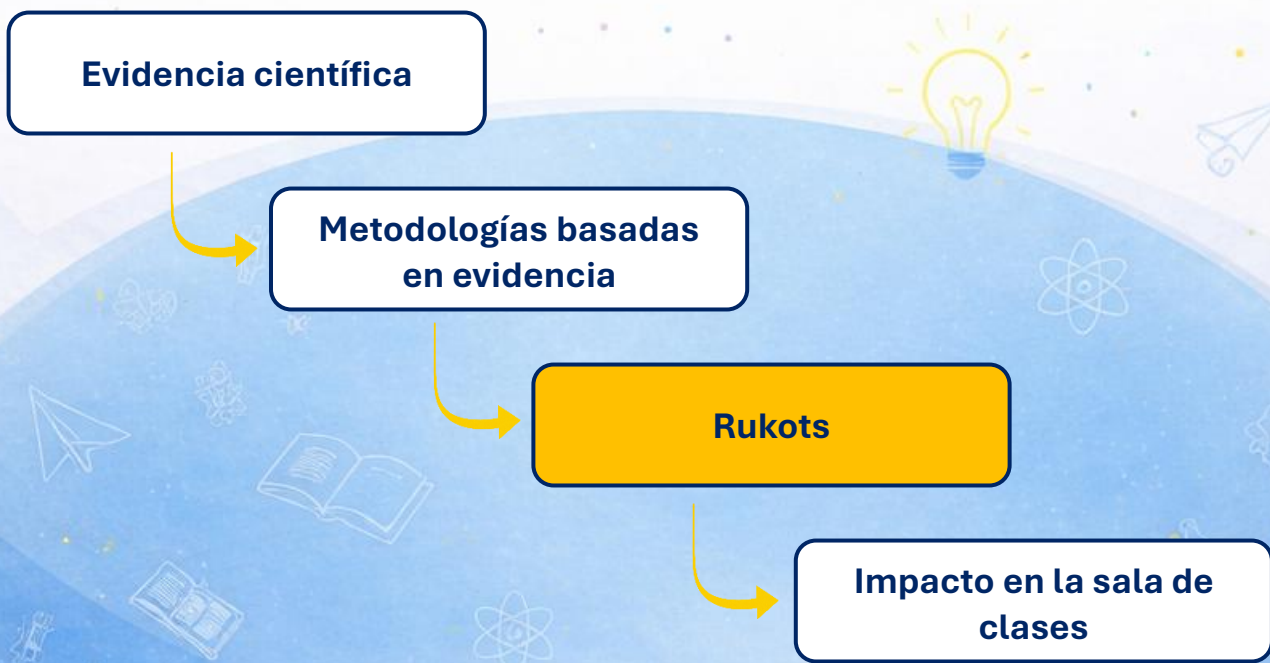 Evidencia científica
Metodologías basadas
en evidencia
Rukots
Impacto en la sala de
clases